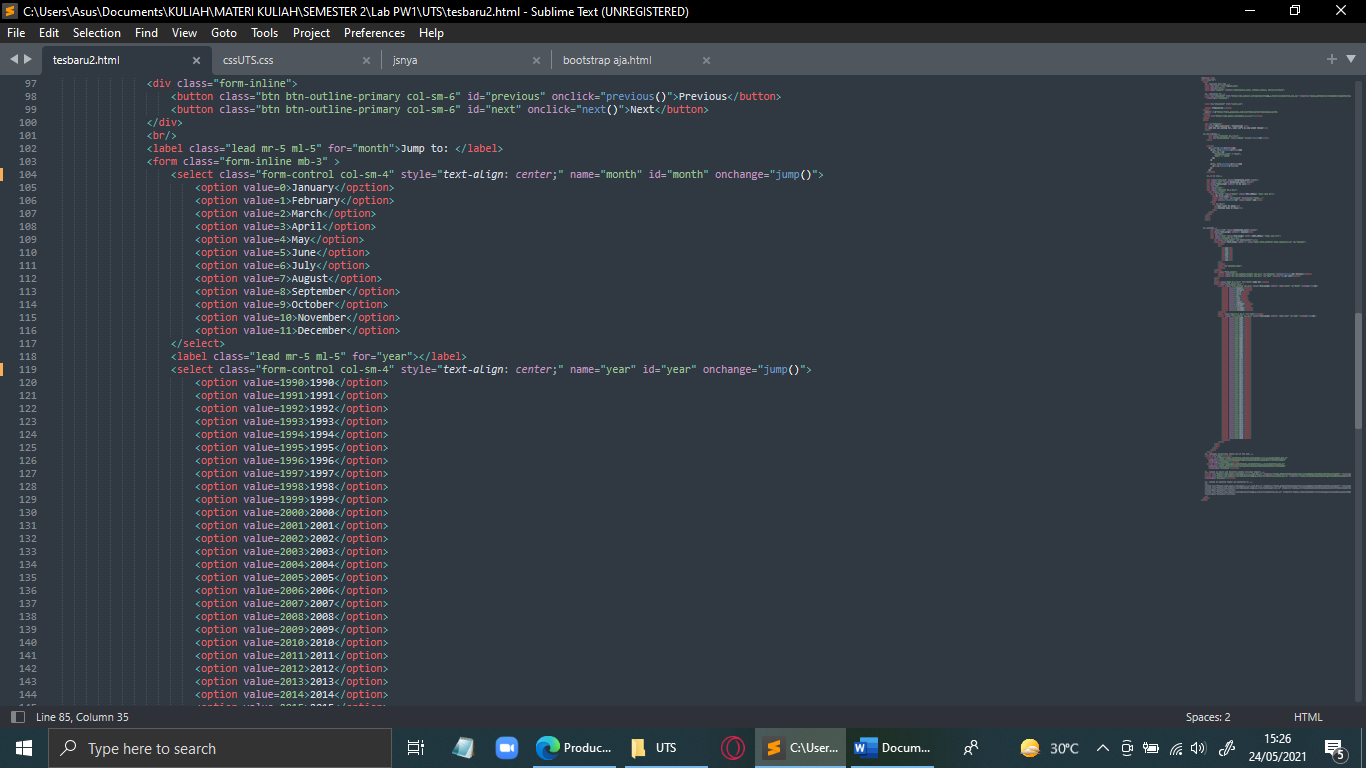 C:\Users\Asus\Documents\KULIAH\MATERI KULIAH\SEMESTER 2\Lab PW1\UTS\tesbaru2.html - Sublime Text (UNREGISTERED)
File Edit Selection Find View Goto Tools Project Preferences Help
tesbaru2.html cssUTS.css jsnya bootstrap aja.html
97 <div class="form-inline">
98 <button class="btn btn-outline-primary col-sm-6" id="previous" onclick="previous()">Previous</button>
99 <button class="btn btn-outline-primary col-sm-6" id="next" onclick="next()">Next</button>
100 </div>
101 <br/>
102 <label class="lead mr-5 ml-5" for="month">Jump to: </label>
103 <form class="form-inline mb-3" >
104 <select class="form-control col-sm-4" style="text-align: center;" name="month" id="month" onchange="jump()">
105 <option value=0>January</opztion>
106 <option value=1>February</option>
107 <option value=2>March</option>
108 <option value=3>April</option>
109 <option value=4>May</option>
110 <option value=5>June</option>
111 <option value=6>July</option>
112 <option value=7>August</option>
113 <option value=8>September</option>
114 <option value=9>October</option>
115 <option value=10>November</option>
116 <option value=11>December</option>
117 </select>
118 <label class="lead mr-5 ml-5" for="year"></label>
119 <select class="form-control col-sm-4" style="text-align: center;" name="year" id="year" onchange="jump()">
120 <option value=1990>1990</option>
121 <option value=1991>1991</option>
122 <option value=1992>1992</option>
123 <option value=1993>1993</option>
124 <option value=1994>1994</option>
125 <option value=1995>1995</option>
126 <option value=1996>1996</option>
127 <option value=1997>1997</option>
128 <option value=1998>1998</option>
129 <option value=1999>1999</option>
130 <option value=2000>2000</option>
131 <option value=2001>2001</option>
132 <option value=2002>2002</option>
133 <option value=2003>2003</option>
134 <option value=2004>2004</option>
135 <option value=2005>2005</option>
136 <option value=2006>2006</option>
137 <option value=2007>2007</option>
138 <option value=2008>2008</option>
139 <option value=2009>2009</option>
140 <option value=2010>2010</option>
141 <option value=2011>2011</option>
142 <option value=2012>2012</option>
143 <option value=2013>2013</option>
144 <option value=2014>2014</option>
Line 85, Column 35 Spaces: 2 HTML
Type here to search Produc... UTS C:\User... Docum... 30°C 15:26
24/05/2021 5